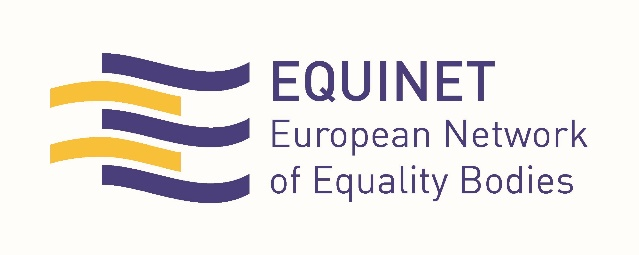 EQUINET
European Network
of Equality Bodies